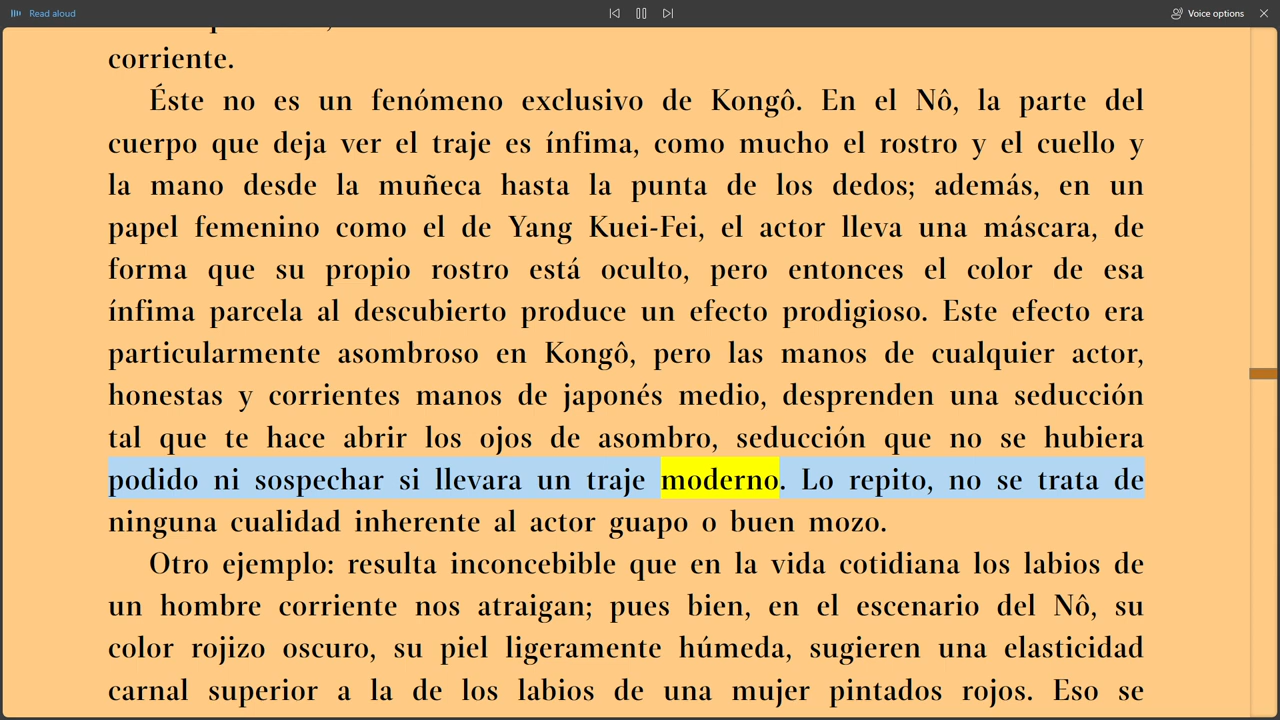 Read aloud
Voice options
corriente.
Éste no es un fenómeno exclusivo de Kongô. En el Nô, la parte del
cuerpo que deja ver el traje es ínfima, como mucho el rostro y el cuello y
la mano desde la muñeca hasta la punta de los dedos; además, en un
papel femenino como el de Yang Kuei-Fei, el actor lleva una máscara, de
forma que su propio rostro está oculto, pero entonces el color de esa
ínfima parcela al descubierto produce un efecto prodigioso. Este efecto era
particularmente asombroso en Kongô, pero las manos de cualquier actor,
honestas y corrientes manos de japonés medio, desprenden una seducción
tal que te hace abrir los ojos de asombro, seducción que no se hubiera
podido ni sospechar si llevara un traje moderno. Lo repito, no se trata de
ninguna cualidad inherente al actor guapo o buen mozo.
Otro ejemplo: resulta inconcebible que en la vida cotidiana los labios de
un hombre corriente nos atraigan; pues bien, en el escenario del Nô, su
color rojizo oscuro, su piel ligeramente húmeda, sugieren una elasticidad
carnal superior a la de los labios de una mujer pintados rojos. Eso se